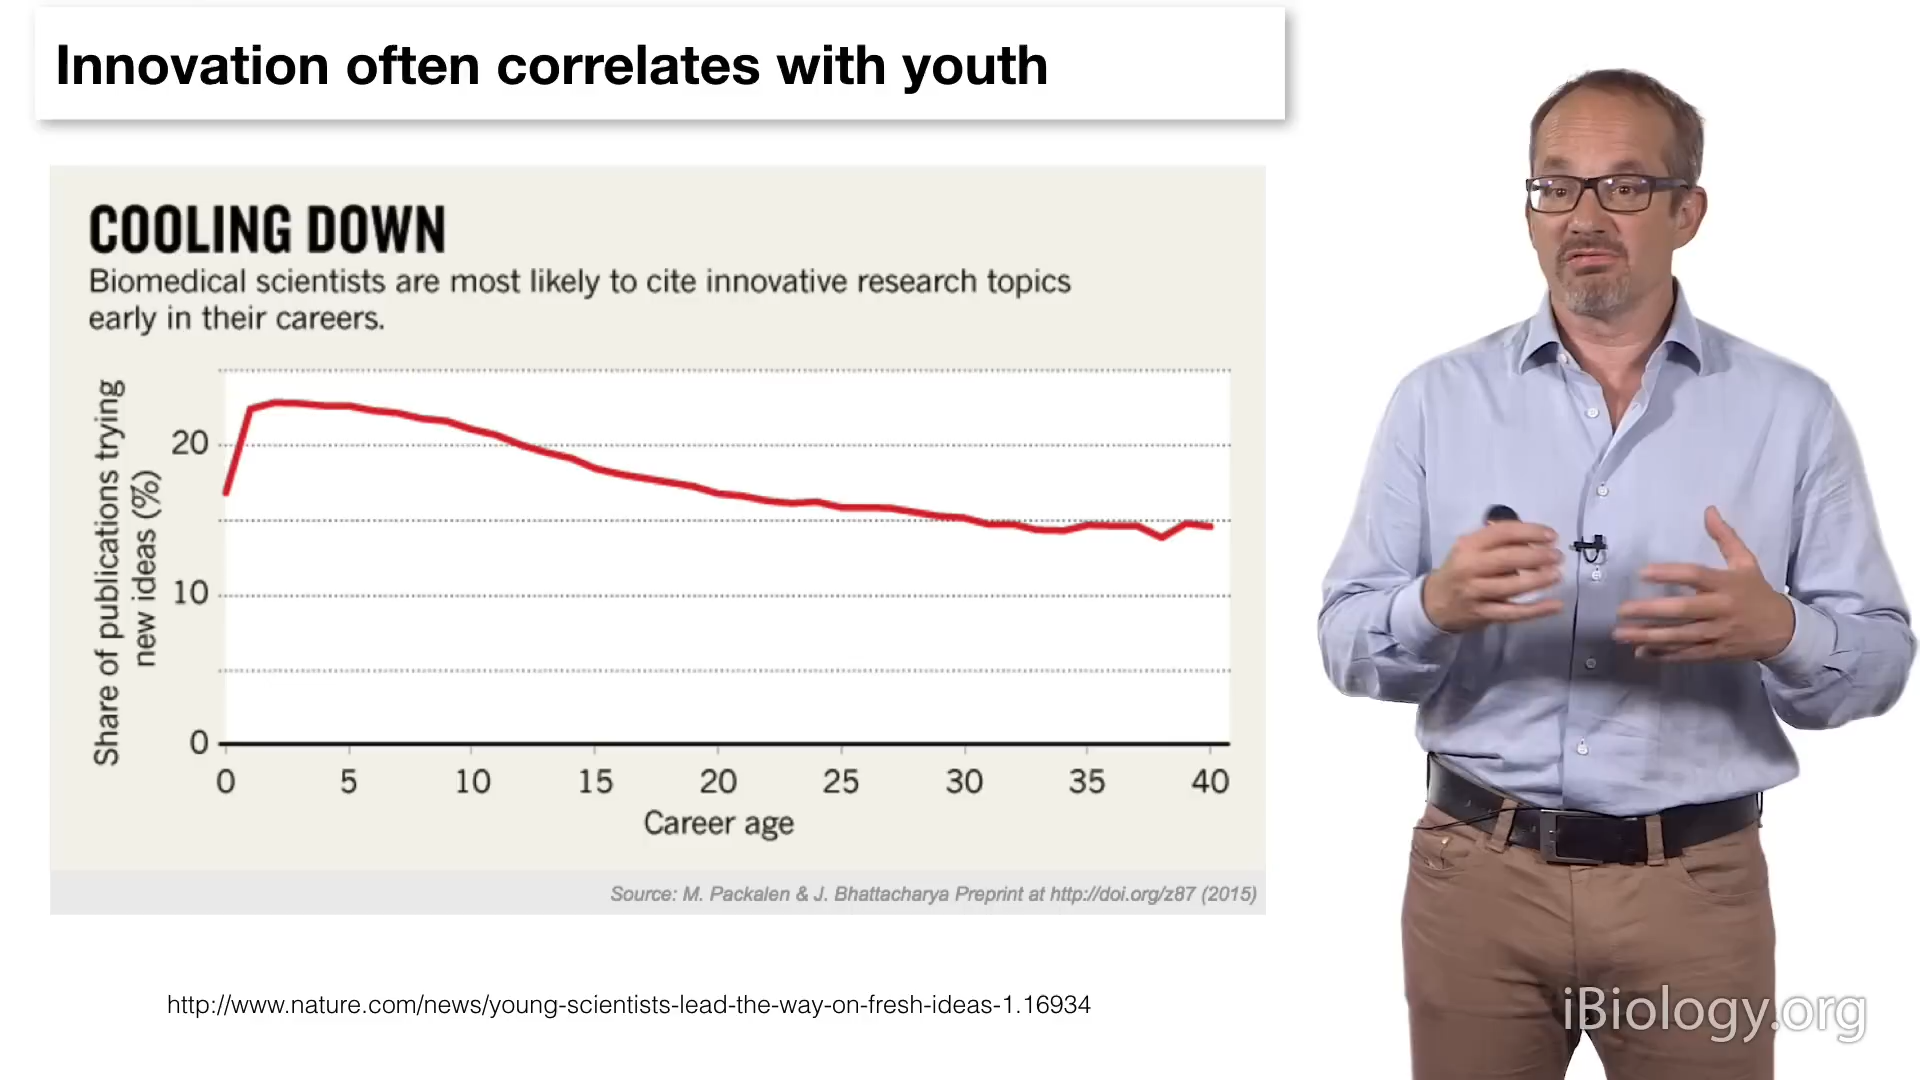 Innovation often correlates with youth
COOLING DOWN
Biomedical scientists are most likely to cite innovative research topics
early in their careers.
Share of publications trying
new ideas (%)
20
10
0
0 5 10 15 20 25 30 35 40
Career age
Source: M. Packalen & J. Bhattacharya Preprint at http://doi.org/z87 (2015)
http://www.nature.com/news/young-scientists-lead-the-way-on-fresh-ideas-1.16934
iBiology.org